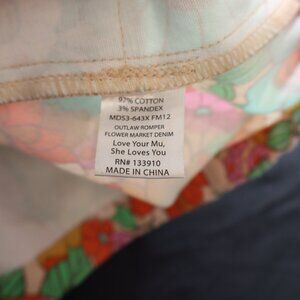 97% COTTON
3% SPANDEX
MDS3-643X FM12
OUTLAW ROMPER
FLOWER MARKET DENIM
Love Your Mu,
She Loves You
RN# 133910
MADE IN CHINA